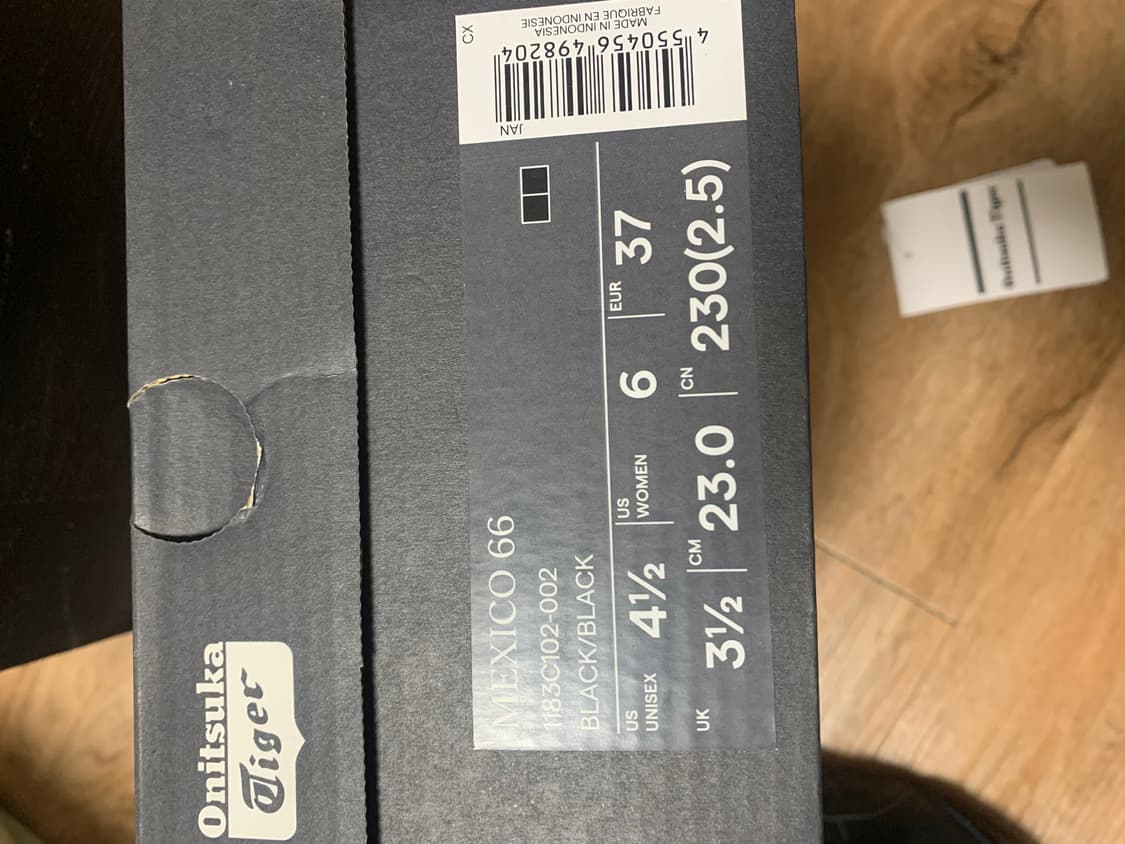 Onitsuka
Tiger
MEXICO 66
1183C102-002
BLACK/BLACK
US
UNISEX
4½
US
WOMEN
6
EUR
37
UK
3½
CM
23.0
CN
230(2.5)
JAN
4 550456 498204
MADE IN INDONESIA
FABRIQUE EN INDONESIE
CX
Onitsuka Tiger